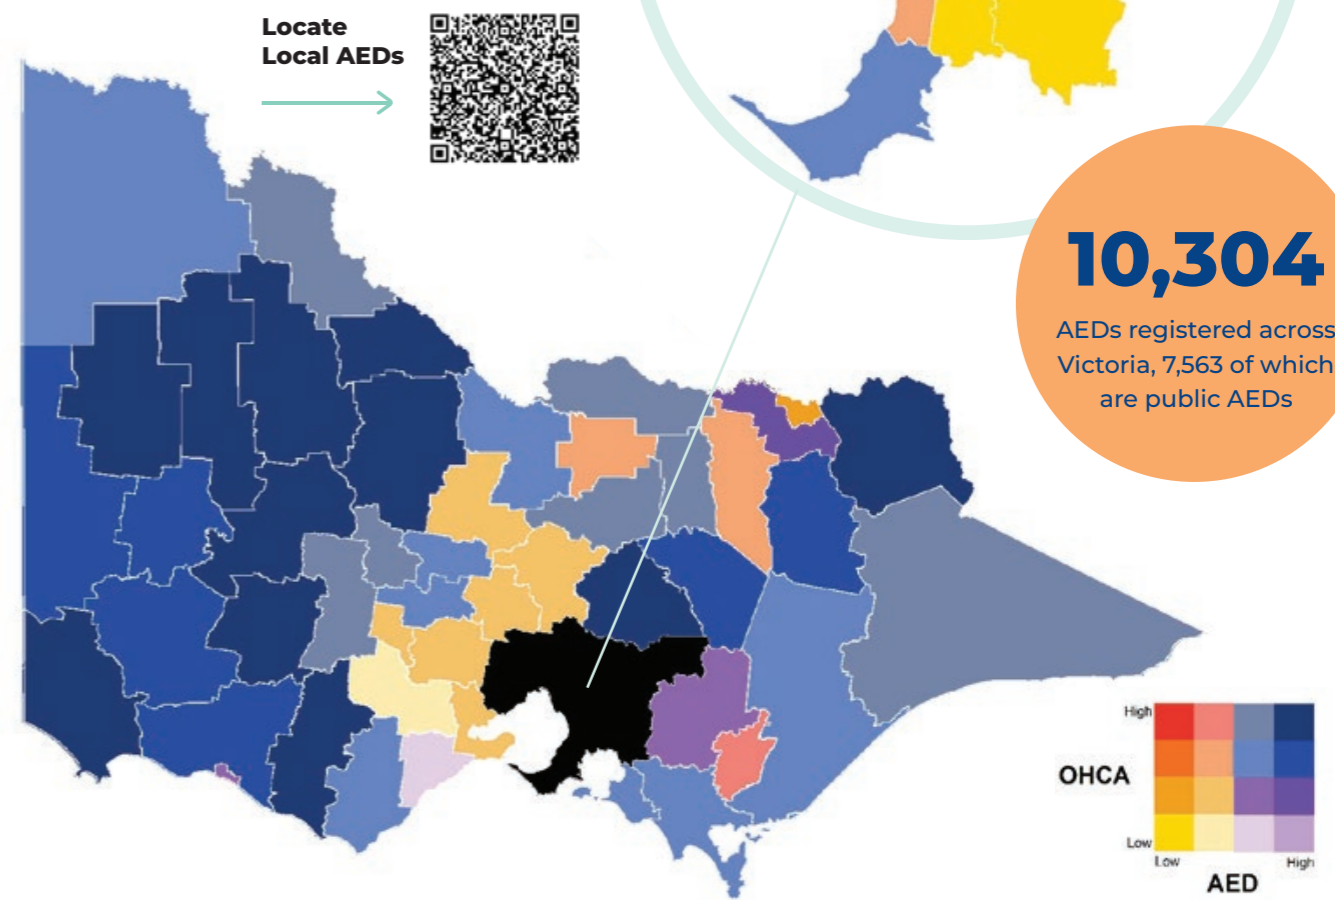 Locate
Local AEDs
10,304
AEDs registered across
Victoria, 7,563 of which
are public AEDs
High
OHCA
Low
Low
High
AED